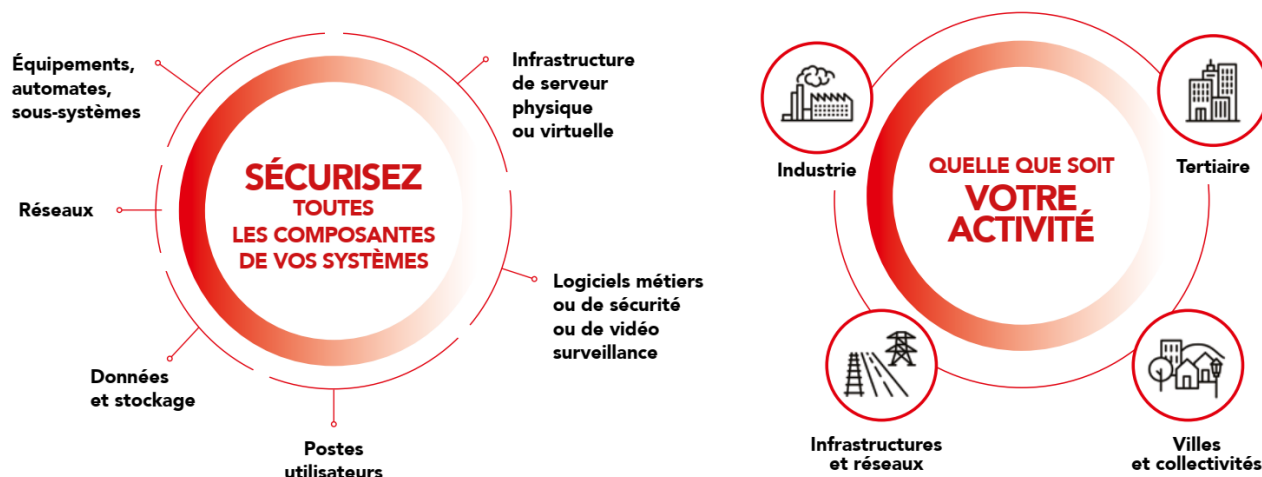 SÉCURISEZ
TOUTES
LES COMPOSANTES
DE VOS SYSTÈMES
Équipements,
automates,
sous-systèmes
Infrastructure
de serveur
physique
ou virtuelle
Réseaux
Logiciels métiers
ou de sécurité
ou de vidéo
surveillance
Données
et stockage
Postes
utilisateurs
QUELLE QUE SOIT
VOTRE
ACTIVITÉ
Industrie
Tertiaire
Infrastructures
et réseaux
Villes
et collectivités